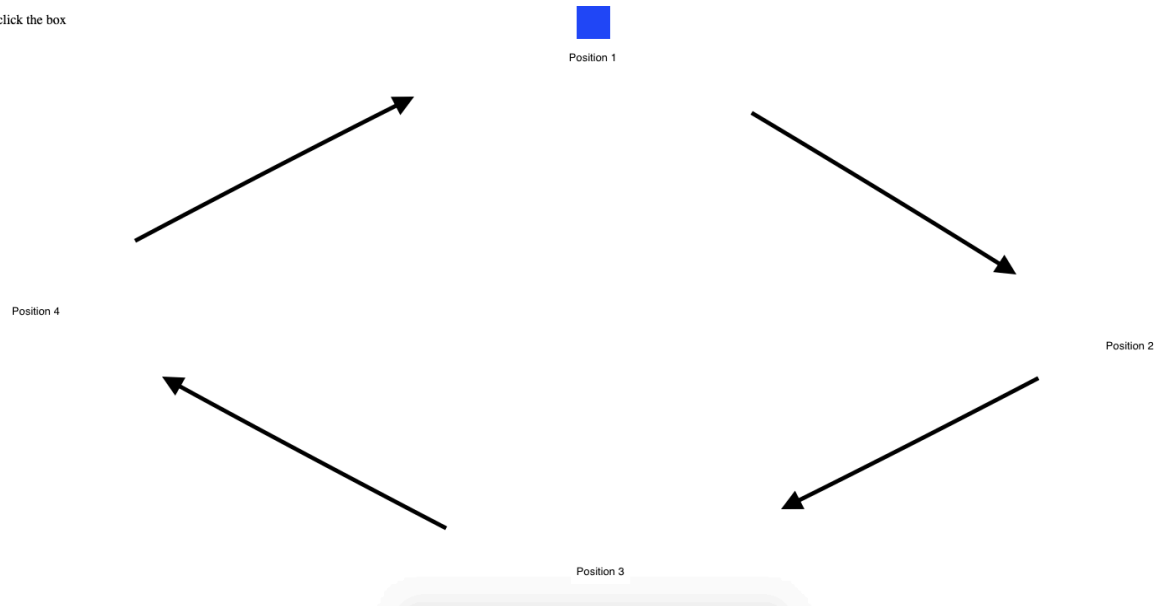 click the box
Position 1
Position 4
Position 2
Position 3